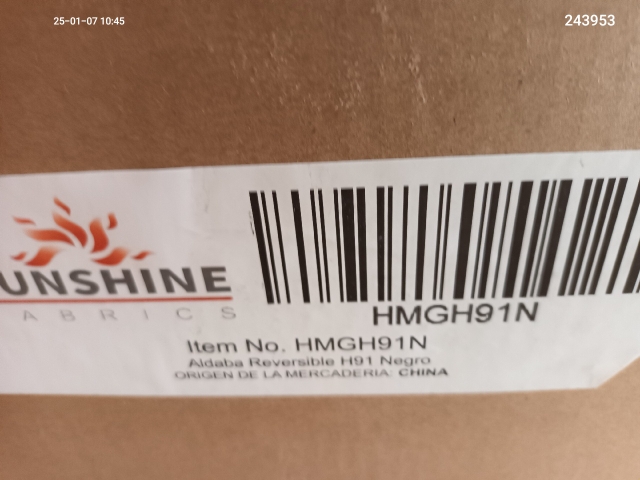 25-01-07 10:45
243953
UNSHINE
ABRICS
HMGH91N
Item No. HMGH91N
Aldaba Reversible H91 Negro
ORIGEN DE LA MERCADERIA: CHINA